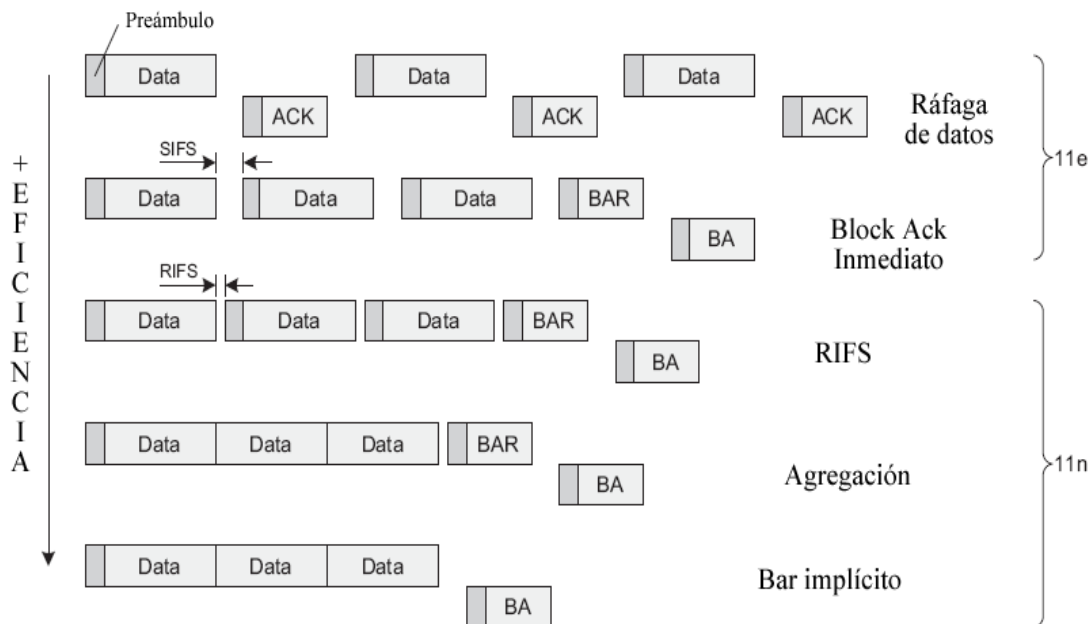 Preámbulo
Data Data Data
ACK ACK ACK
Ráfaga
de datos
SIFS
11e
Data Data Data BAR
BA
Block Ack
Inmediato
RIFS
Data Data Data BAR
BA
RIFS
Data Data Data BAR
BA
Agregación
11n
Data Data Data
BA
Bar implícito
+ EFICIENCIA